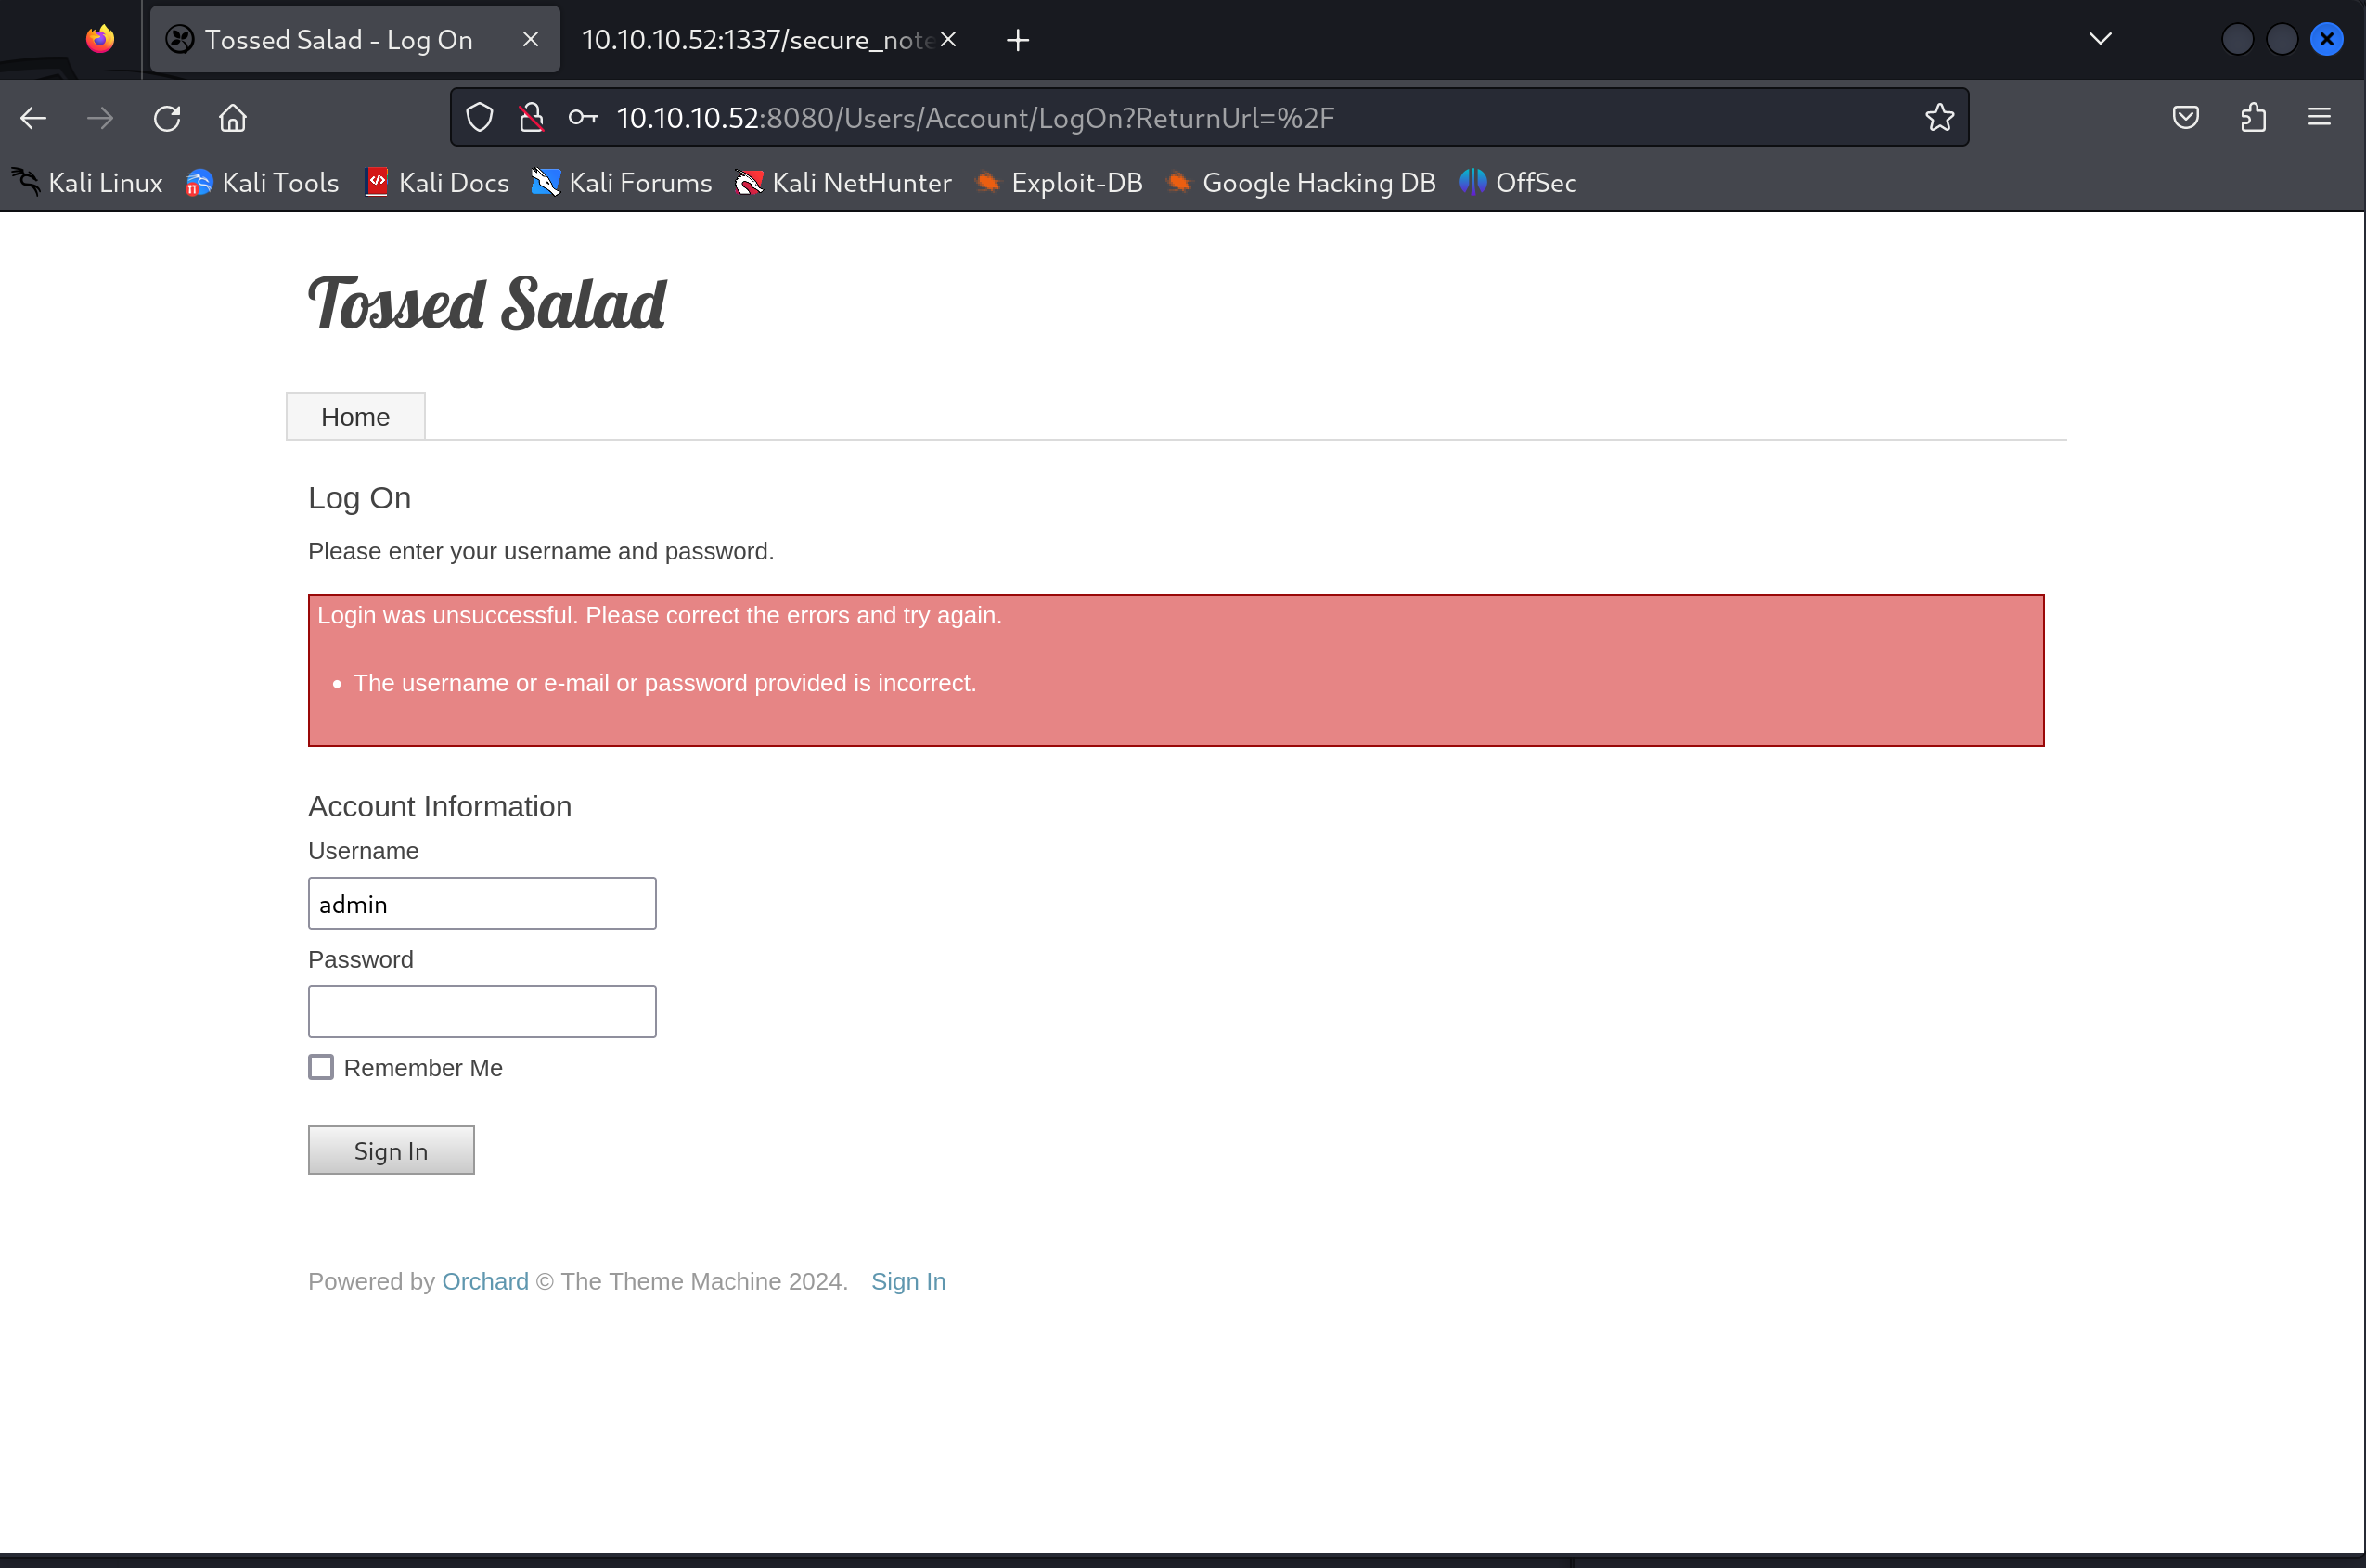 Tossed Salad - Log On
10.10.10.52:1337/secure_note
10.10.10.52:8080/Users/Account/LogOn?ReturnUrl=%2F
Kali Linux Kali Tools Kali Docs Kali Forums Kali NetHunter Exploit-DB Google Hacking DB OffSec
Tossed Salad
Home
Log On
Please enter your username and password.
Login was unsuccessful. Please correct the errors and try again.
• The username or e-mail or password provided is incorrect.
Account Information
Username
admin
Password
Remember Me
Sign In
Powered by Orchard © The Theme Machine 2024. Sign In